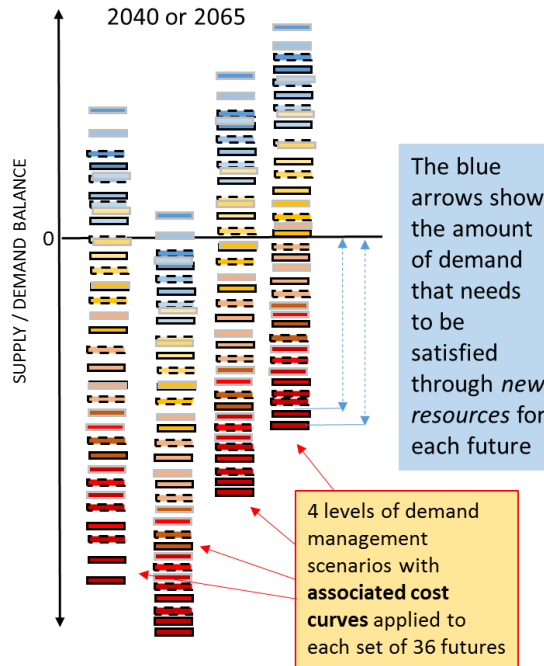 2040 or 2065
SUPPLY / DEMAND BALANCE
0
The blue
arrows show
the amount
of demand
that needs
to be
satisfied
through new
resources for
each future
4 levels of demand
management
scenarios with
associated cost
curves applied to
each set of 36 futures